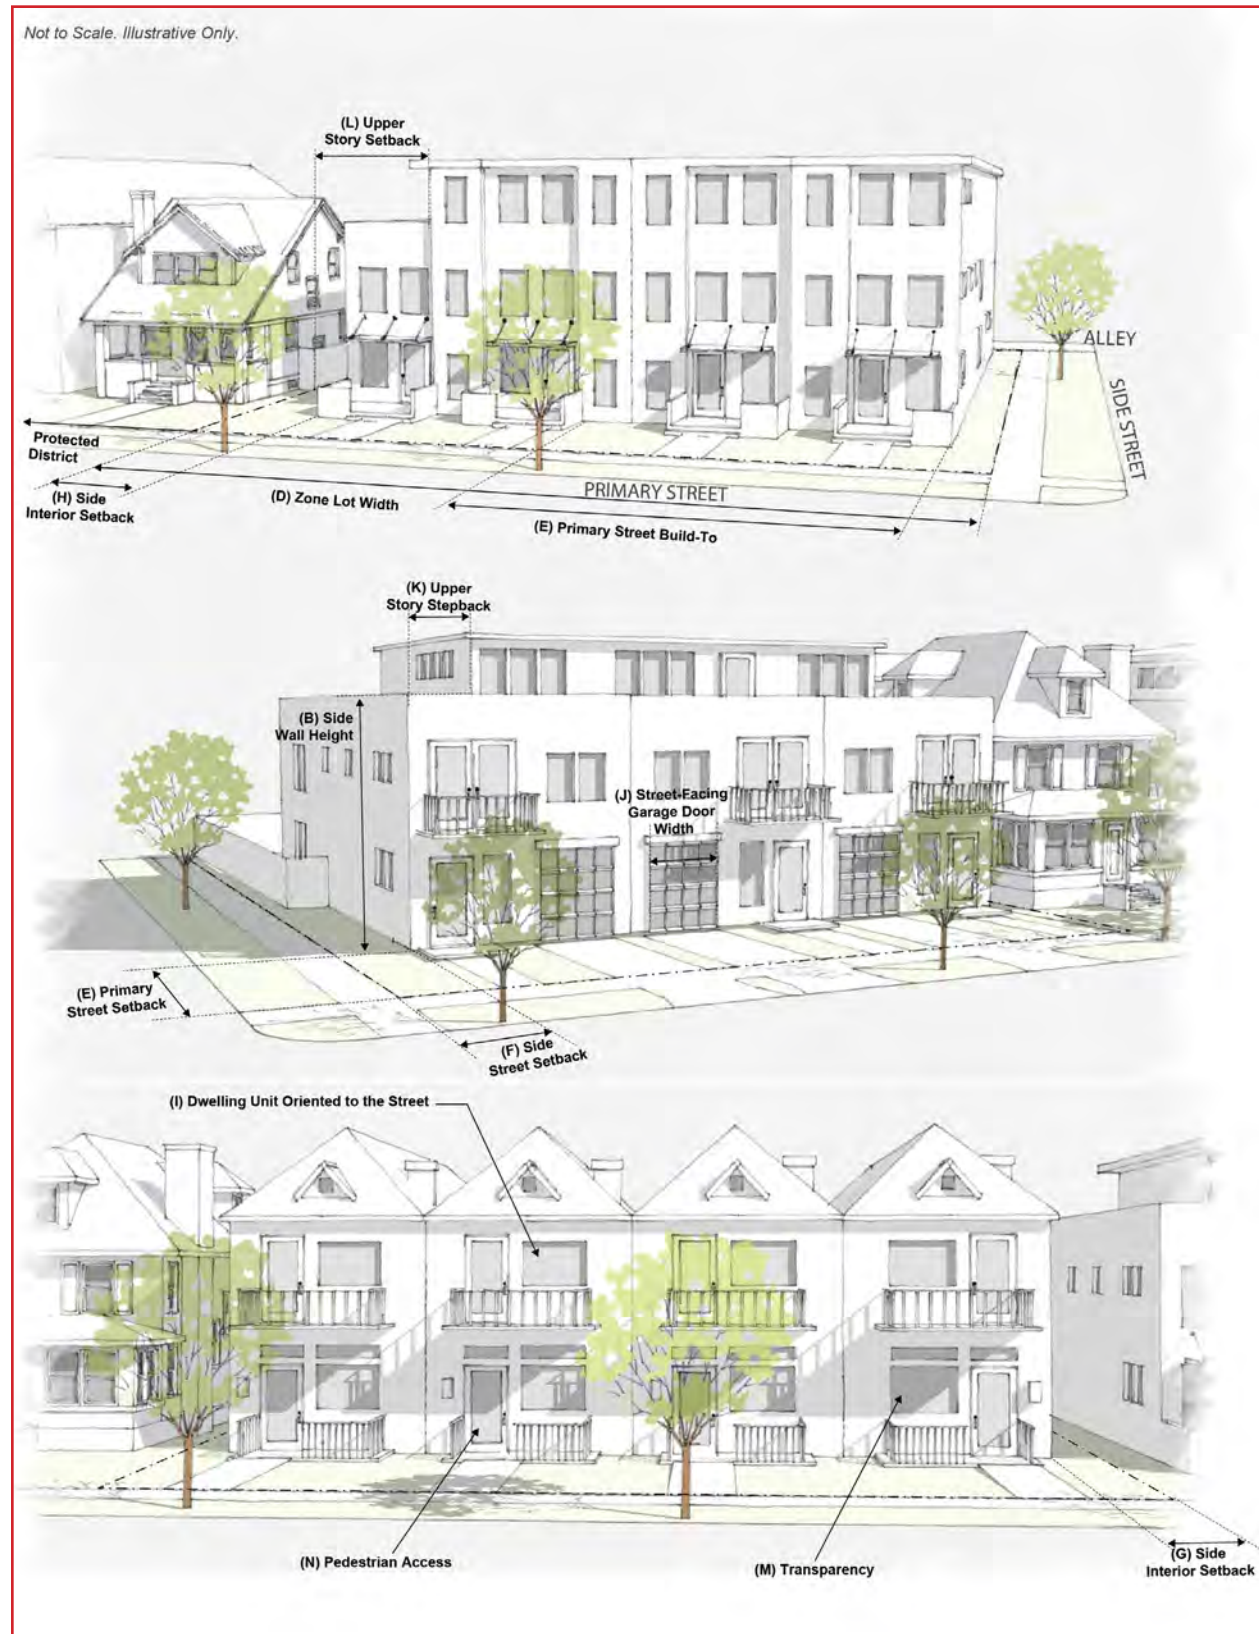 Not to Scale. Illustrative Only.
(L) Upper
Story Setback
ALLEY
SIDE STREET
Protected
District
(H) Side
Interior Setback
(D) Zone Lot Width
PRIMARY STREET
(E) Primary Street Build-To
(K) Upper
Story Stepback
(B) Side
Wall Height
(J) Street-Facing
Garage Door
Width
(E) Primary
Street Setback
(F) Side
Street Setback
(I) Dwelling Unit Oriented to the Street
(N) Pedestrian Access
(M) Transparency
(G) Side
Interior Setback